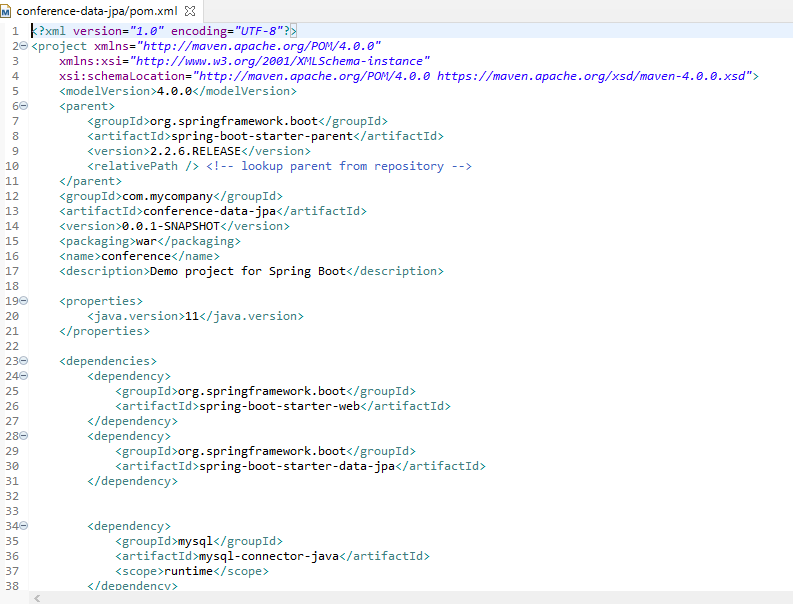 conference-data-jpa/pom.xml
1 <?xml version="1.0" encoding="UTF-8"?>
2 <project xmlns="http://maven.apache.org/POM/4.0.0"
3 xmlns:xsi="http://www.w3.org/2001/XMLSchema-instance"
4 xsi:schemaLocation="http://maven.apache.org/POM/4.0.0 https://maven.apache.org/xsd/maven-4.0.0.xsd">
5 <modelVersion>4.0.0</modelVersion>
6 <parent>
7 <groupId>org.springframework.boot</groupId>
8 <artifactId>spring-boot-starter-parent</artifactId>
9 <version>2.2.6.RELEASE</version>
10 <relativePath /> <!-- lookup parent from repository -->
11 </parent>
12 <groupId>com.mycompany</groupId>
13 <artifactId>conference-data-jpa</artifactId>
14 <version>0.0.1-SNAPSHOT</version>
15 <packaging>war</packaging>
16 <name>conference</name>
17 <description>Demo project for Spring Boot</description>
18
19 <properties>
20 <java.version>11</java.version>
21 </properties>
22
23 <dependencies>
24 <dependency>
25 <groupId>org.springframework.boot</groupId>
26 <artifactId>spring-boot-starter-web</artifactId>
27 </dependency>
28 <dependency>
29 <groupId>org.springframework.boot</groupId>
30 <artifactId>spring-boot-starter-data-jpa</artifactId>
31 </dependency>
32
33
34 <dependency>
35 <groupId>mysql</groupId>
36 <artifactId>mysql-connector-java</artifactId>
37 <scope>runtime</scope>
38 </dependency>